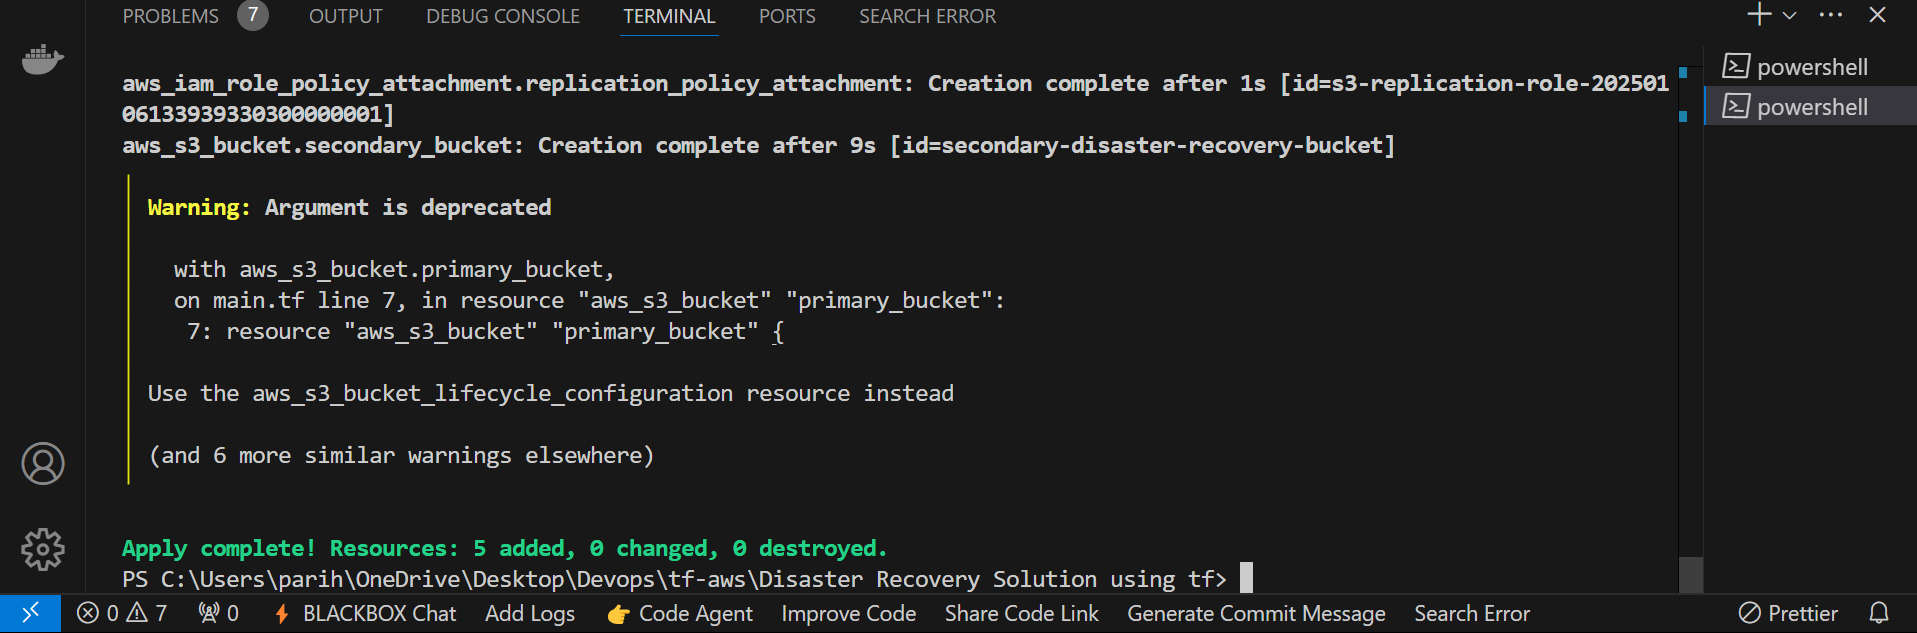 PROBLEMS 7 OUTPUT DEBUG CONSOLE TERMINAL PORTS SEARCH ERROR
powershell
powershell
aws_iam_role_policy_attachment.replication_policy_attachment: Creation complete after 1s [id=s3-replication-role-202501
06133939330300000001]
aws_s3_bucket.secondary_bucket: Creation complete after 9s [id=secondary-disaster-recovery-bucket]
Warning: Argument is deprecated
with aws_s3_bucket.primary_bucket,
on main.tf line 7, in resource "aws_s3_bucket" "primary_bucket":
7: resource "aws_s3_bucket" "primary_bucket" {
Use the aws_s3_bucket_lifecycle_configuration resource instead
(and 6 more similar warnings elsewhere)
Apply complete! Resources: 5 added, 0 changed, 0 destroyed.
PS C:\Users\parih\OneDrive\Desktop\Devops\tf-aws\Disaster Recovery Solution using tf>
0 7 0 BLACKBOX Chat Add Logs Code Agent Improve Code Share Code Link Generate Commit Message Search Error Prettier